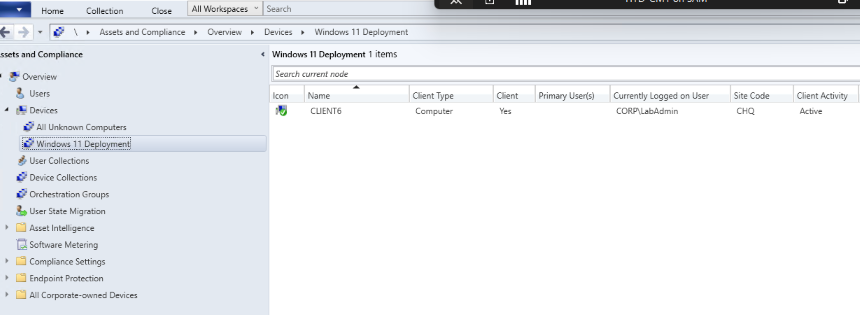 Home Collection Close All Workspaces Search
\ Assets and Compliance Overview Devices Windows 11 Deployment
ssets and Compliance
Overview
Users
Devices
All Unknown Computers
Windows 11 Deployment
User Collections
Device Collections
Orchestration Groups
User State Migration
Asset Intelligence
Software Metering
Compliance Settings
Endpoint Protection
All Corporate-owned Devices
Windows 11 Deployment 1 items
Search current node
Icon Name Client Type Client Primary User(s) Currently Logged on User Site Code Client Activity
CLIENT6 Computer Yes CORP\LabAdmin CHQ Active